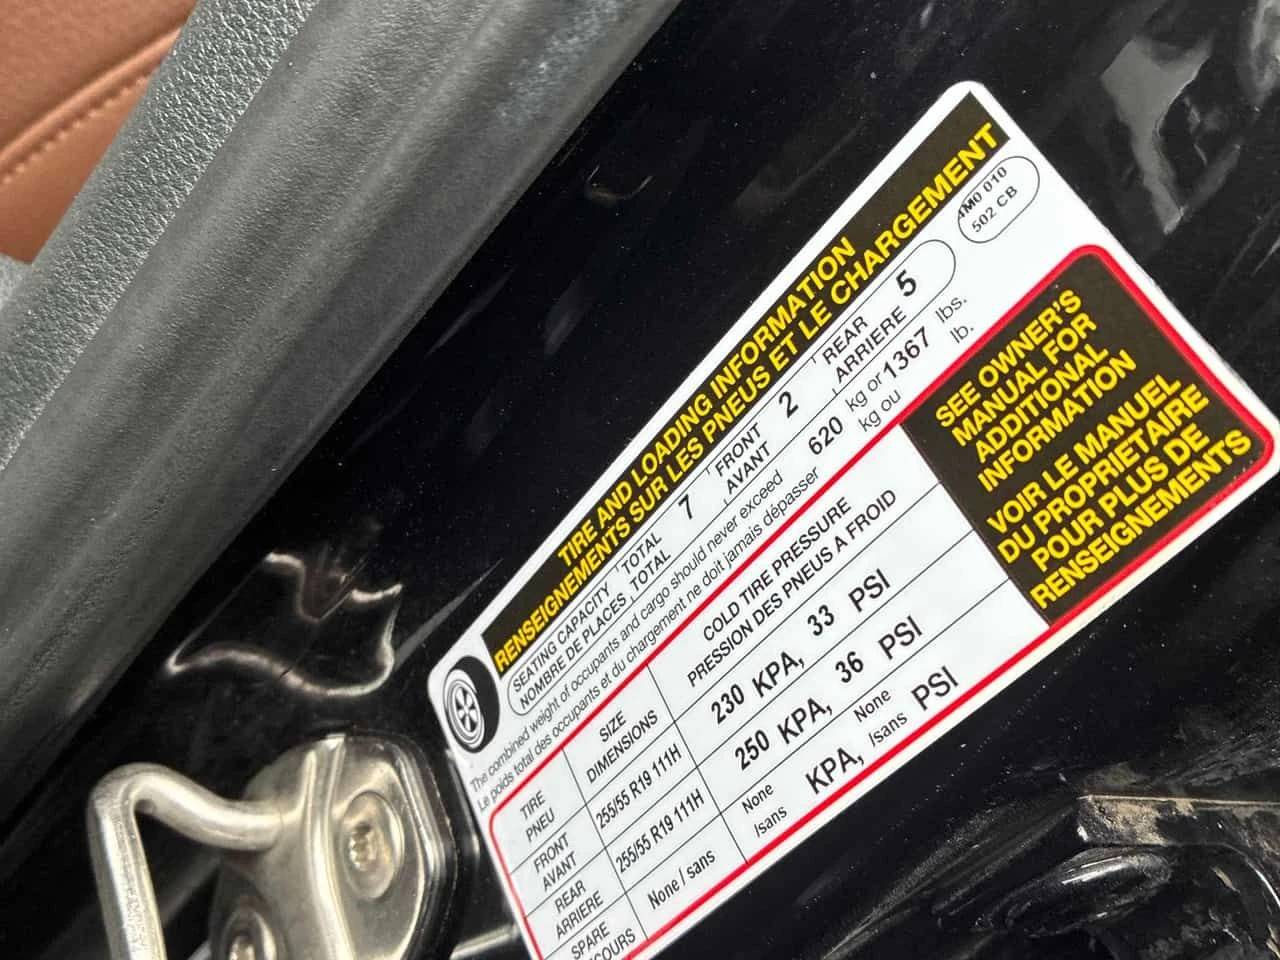 TIRE AND LOADING INFORMATION
RENSEIGNEMENTS SUR LES PNEUS ET LE CHARGEMENT
SEATING CAPACITY TOTAL 7 FRONT 2 REAR 5
NOMBRE DE PLACES TOTAL AVANT ARRIERE
M0 010
502 CB
The combined weight of occupants and cargo should never exceed 620 kg or 1367 lbs.
Le poids total des occupants et du chargement ne doit jamais dépasser kg ou lb.
TIRE SIZE COLD TIRE PRESSURE
PNEU DIMENSIONS PRESSION DES PNEUS A FROID
FRONT 255/55 R19 111H 230 KPA, 33 PSI
AVANT
REAR 255/55 R19 111H 250 KPA, 36 PSI
ARRIERE
SPARE None / sans None /sans KPA, None /sans PSI
COURS
SEE OWNER'S
MANUAL FOR
ADDITIONAL
INFORMATION
VOIR LE MANUEL
DU PROPRIETAIRE
POUR PLUS DE
RENSEIGNEMENTS